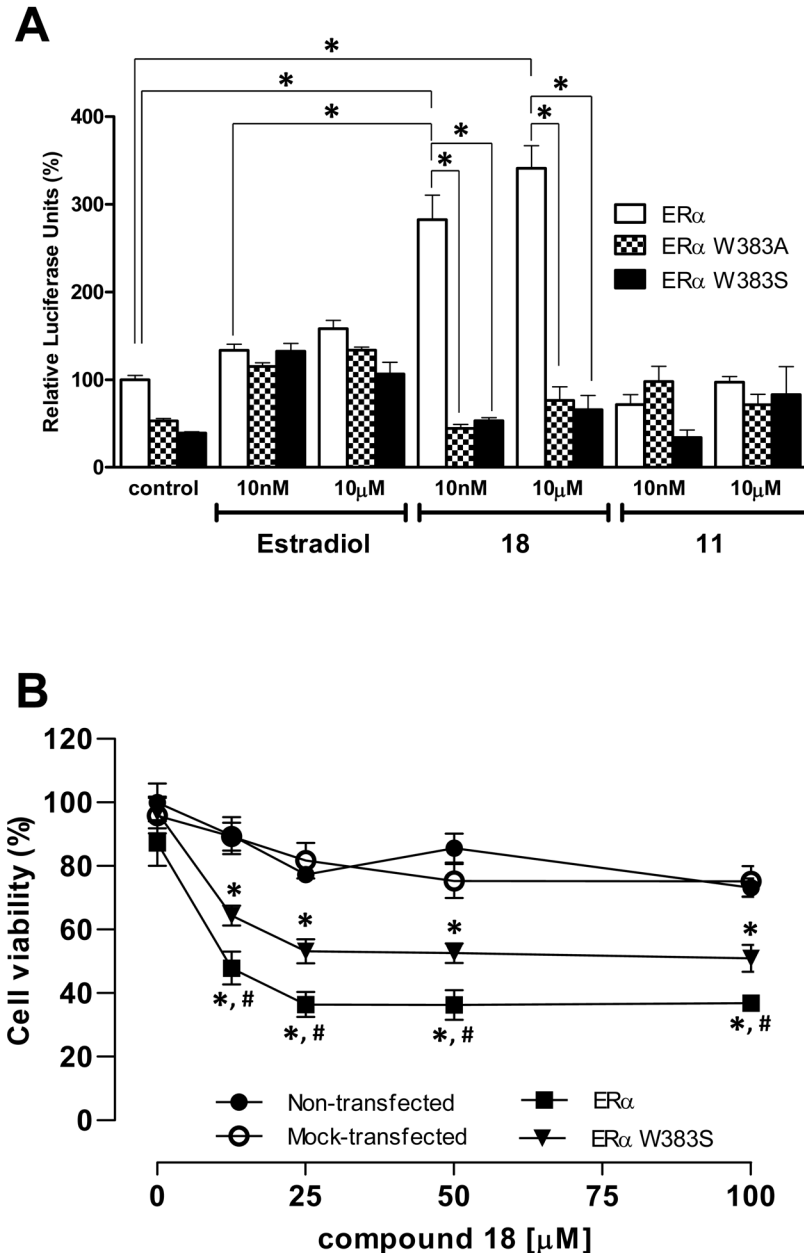 A
*
*
*
*
*
*
*
400
300
200
100
0
Relative Luciferase Units (%)
ERα
ERα W383A
ERα W383S
control 10nM 10μM 10nM 10μM 10nM 10μM
Estradiol 18 11
B
120
100
80
60
40
20
0
Cell viability (%)
* * * *
*, # *, # *, # *, #
Non-transfected ERα
Mock-transfected ERα W383S
0 25 50 75 100
compound 18 [μM]